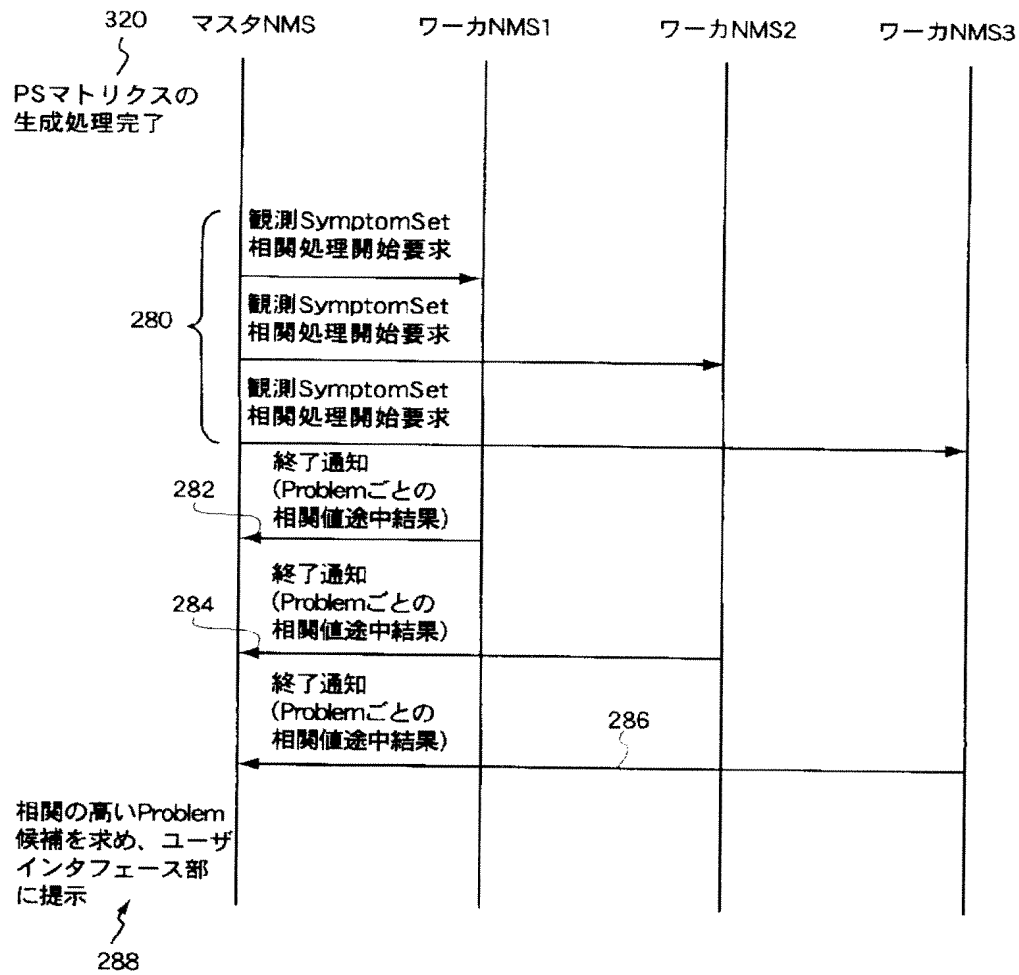 320
マスタNMS
ワーカNMS1
ワーカNMS2
ワーカNMS3
PSマトリクスの
生成処理完了
観測SymptomSet
相関処理開始要求
280
観測SymptomSet
相関処理開始要求
観測SymptomSet
相関処理開始要求
終了通知
(Problemごとの
相関値途中結果)
282
終了通知
(Problemごとの
相関値途中結果)
284
終了通知
(Problemごとの
相関値途中結果)
286
相関の高いProblem
候補を求め、ユーザ
インタフェース部
に提示
288